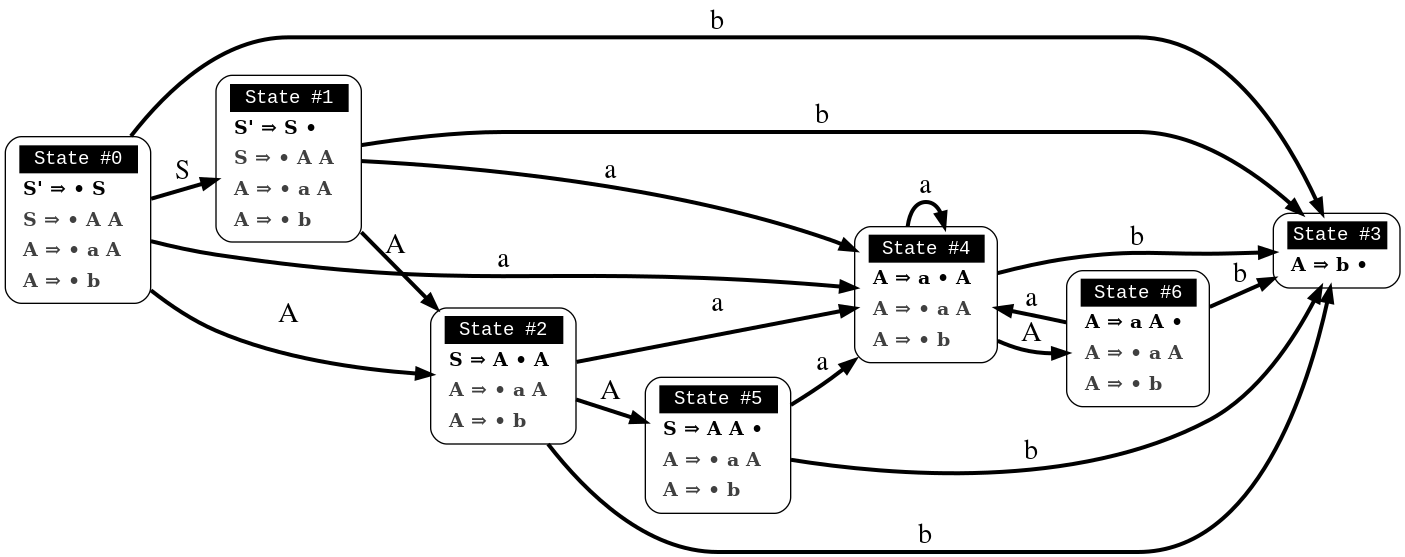 b
State #1
S' ⇒ S •
S ⇒ • A A
A ⇒ • a A
A ⇒ • b
b
State #0
S' ⇒ • S
S ⇒ • A A
A ⇒ • a A
A ⇒ • b
S
a
A
a
A
a
State #4
A ⇒ a • A
A ⇒ • a A
A ⇒ • b
b
State #3
A ⇒ b •
b
State #6
A ⇒ a A •
A ⇒ • a A
A ⇒ • b
a
A
State #2
S ⇒ A • A
A ⇒ • a A
A ⇒ • b
a
A
a
State #5
S ⇒ A A •
A ⇒ • a A
A ⇒ • b
b
b